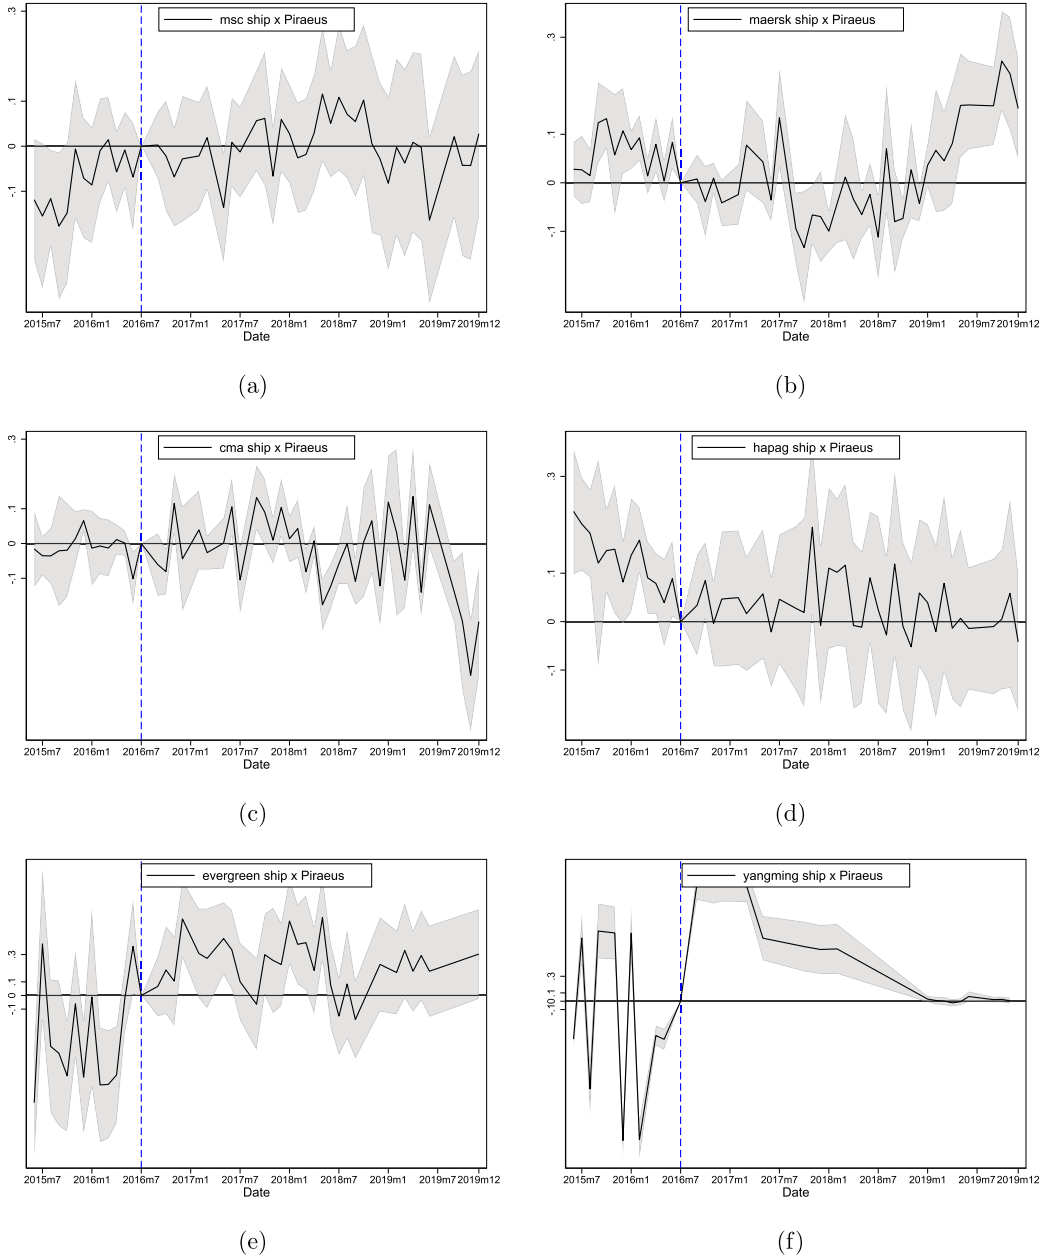 msc ship x Piraeus
.3
.1
0
-.1
2015m7 2016m1 2016m7 2017m1 2017m7 2018m1 2018m7 2019m1 2019m7 2019m12
Date
(a)
maersk ship x Piraeus
.3
.1
0
-.1
2015m7 2016m1 2016m7 2017m1 2017m7 2018m1 2018m7 2019m1 2019m7 2019m12
Date
(b)
cma ship x Piraeus
.3
.1
0
-.1
2015m7 2016m1 2016m7 2017m1 2017m7 2018m1 2018m7 2019m1 2019m7 2019m12
Date
(c)
hapag ship x Piraeus
.3
.1
0
-.1
2015m7 2016m1 2016m7 2017m1 2017m7 2018m1 2018m7 2019m1 2019m7 2019m12
Date
(d)
evergreen ship x Piraeus
.3
.1
0
-.1
2015m7 2016m1 2016m7 2017m1 2017m7 2018m1 2018m7 2019m1 2019m7 2019m12
Date
(e)
yangming ship x Piraeus
.3
.1
0
-.1
2015m7 2016m1 2016m7 2017m1 2017m7 2018m1 2018m7 2019m1 2019m7 2019m12
Date
(f)